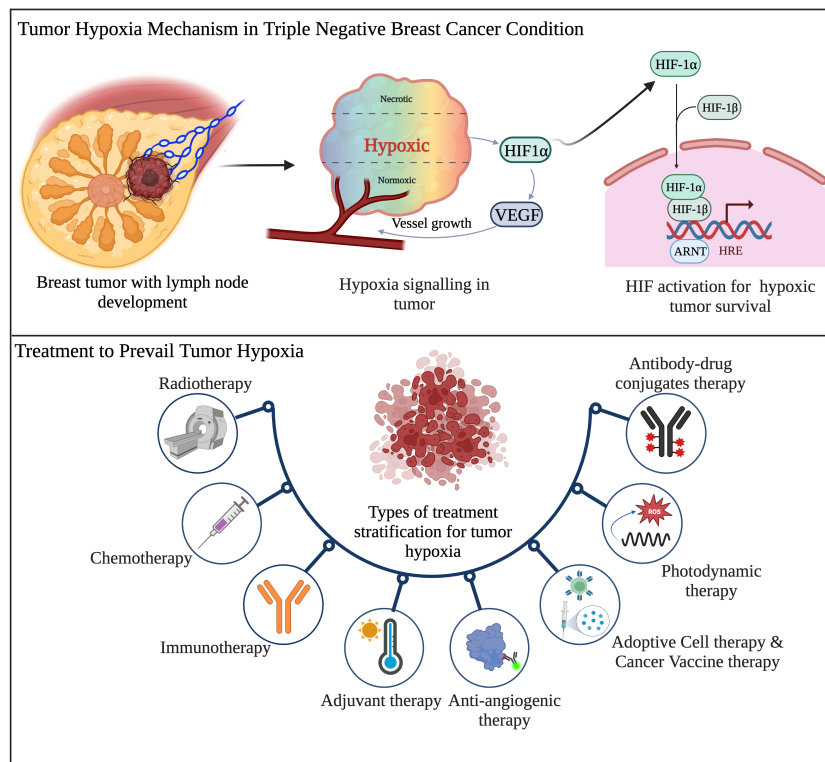 Tumor Hypoxia Mechanism in Triple Negative Breast Cancer Condition
Necrotic
Hypoxic
Normoxic
HIF1α
VEGF
Vessel growth
HIF-1α
HIF-1β
HIF-1α
HIF-1β
ARNT
HRE
Breast tumor with lymph node
development
Hypoxia signalling in
tumor
HIF activation for hypoxic
tumor survival
Treatment to Prevail Tumor Hypoxia
Radiotherapy
Chemotherapy
Immunotherapy
Adjuvant therapy
Anti-angiogenic
therapy
Adoptive Cell therapy &
Cancer Vaccine therapy
Photodynamic
therapy
ROS
Antibody-drug
conjugates therapy
Types of treatment
stratification for tumor
hypoxia